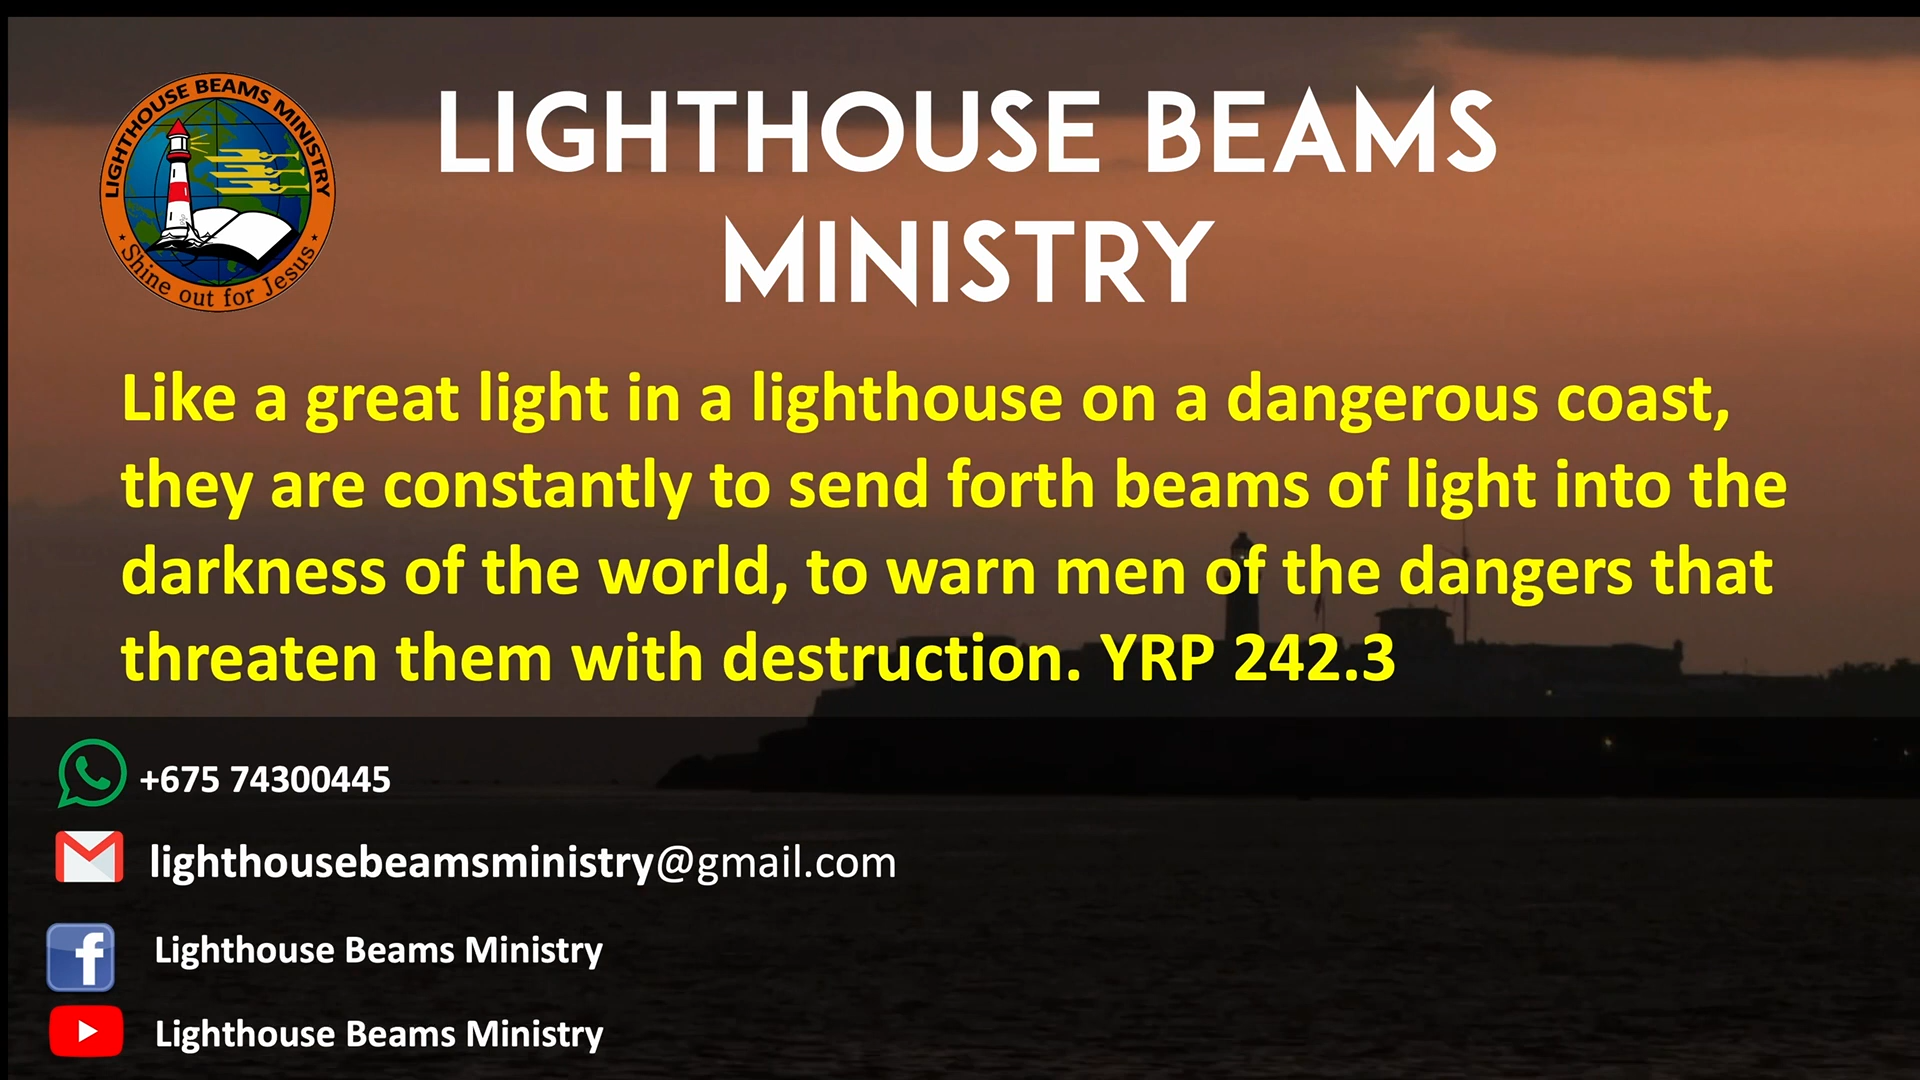 LIGHTHOUSE BEAMS MINISTRY
Shine out for Jesus
LIGHTHOUSE BEAMS
MINISTRY
Like a great light in a lighthouse on a dangerous coast,
they are constantly to send forth beams of light into the
darkness of the world, to warn men of the dangers that
threaten them with destruction. YRP 242.3
+675 74300445
lighthousebeamsministry@gmail.com
Lighthouse Beams Ministry
Lighthouse Beams Ministry